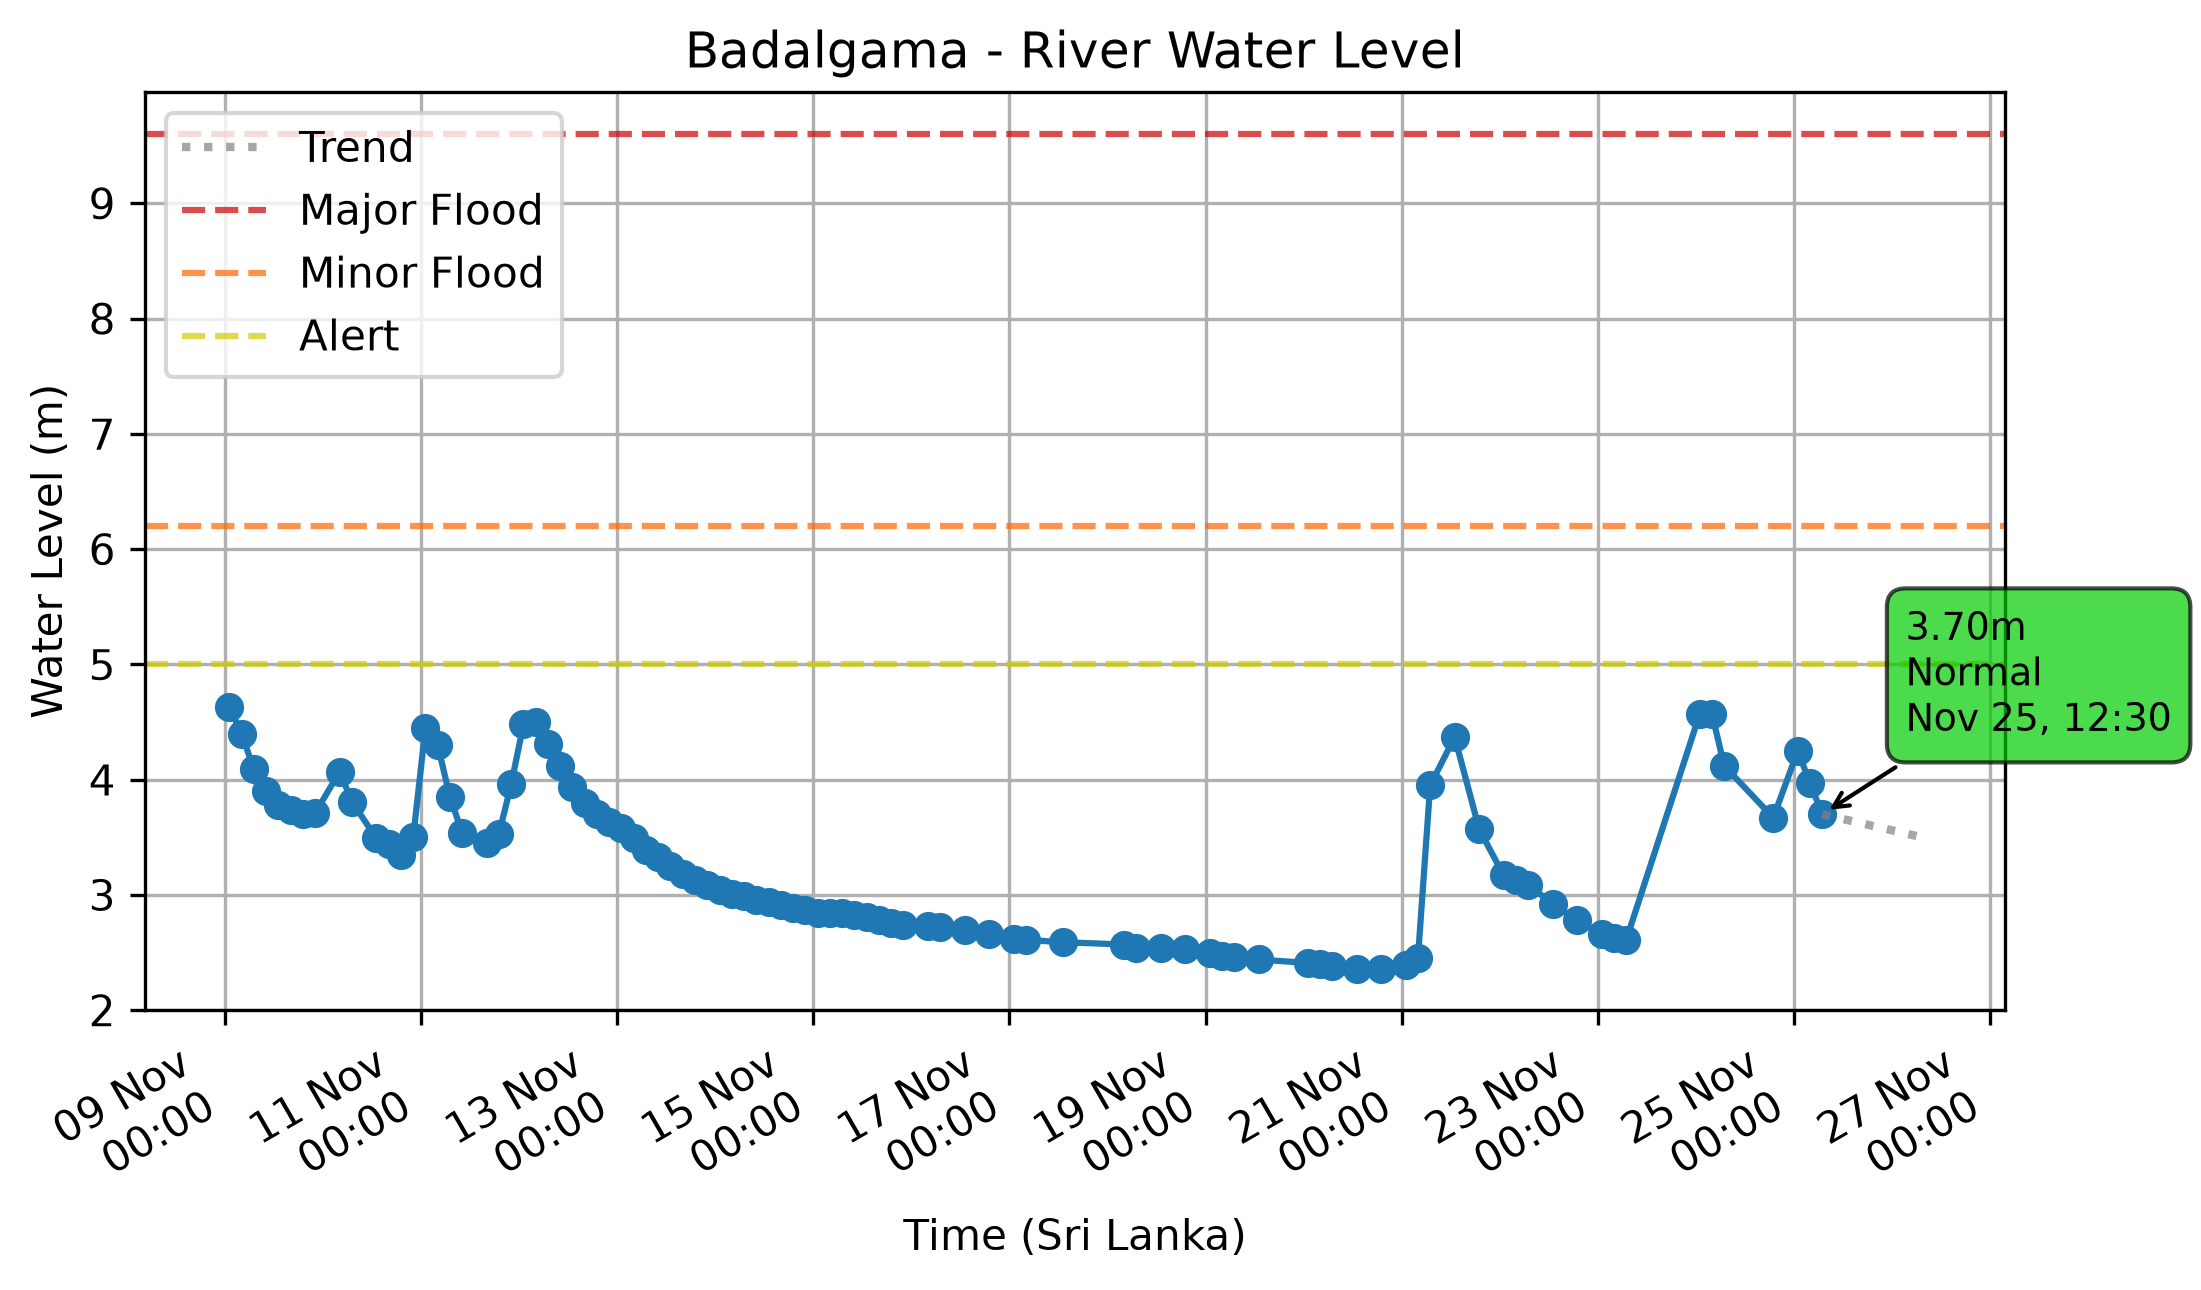 Badalgama - River Water Level
Trend
Major Flood
Minor Flood
Alert
Water Level (m)
9
8
7
6
5
4
3
2
3.70m
Normal
Nov 25, 12:30
09 Nov
00:00
11 Nov
00:00
13 Nov
00:00
15 Nov
00:00
17 Nov
00:00
19 Nov
00:00
21 Nov
00:00
23 Nov
00:00
25 Nov
00:00
27 Nov
00:00
Time (Sri Lanka)